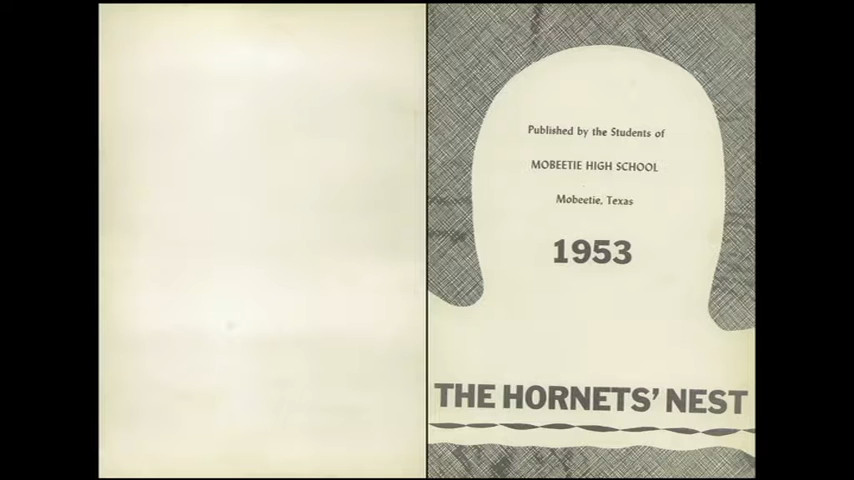 Published by the Students of
MOBEETIE HIGH SCHOOL
Mobeetie, Texas
1953
THE HORNETS' NEST